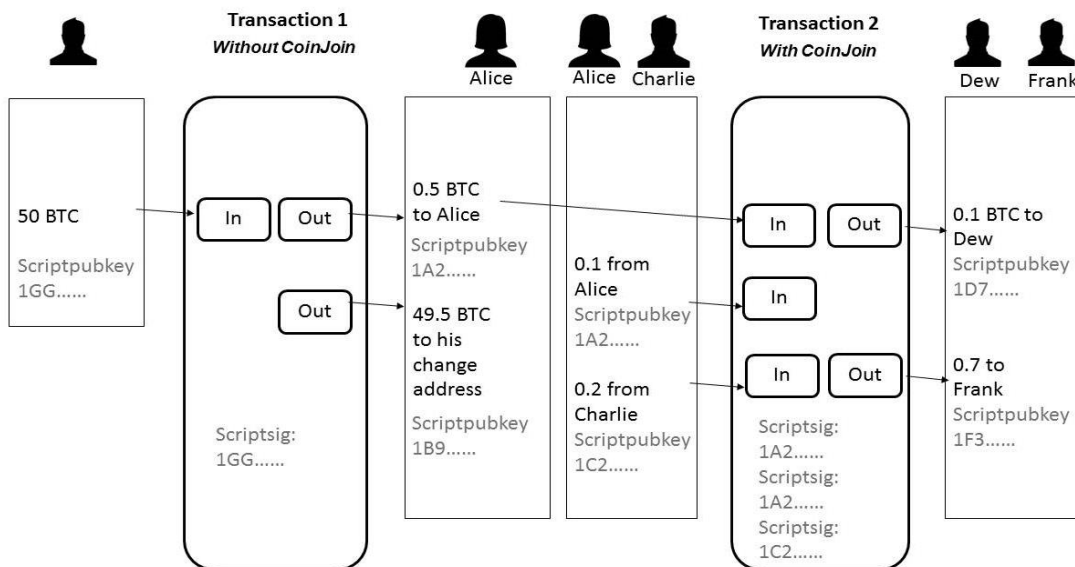 Transaction 1
Without CoinJoin
Alice
Alice
Charlie
Transaction 2
With CoinJoin
Dew
Frank
50 BTC
Scriptpubkey
1GG......
In
Out
Out
Scriptsig:
1GG......
0.5 BTC
to Alice
Scriptpubkey
1A2......
49.5 BTC
to his
change
address
Scriptpubkey
1B9......
0.1 from
Alice
Scriptpubkey
1A2......
0.2 from
Charlie
Scriptpubkey
1C2......
In
Out
In
In
Out
Scriptsig:
1A2......
Scriptsig:
1A2......
Scriptsig:
1C2......
0.1 BTC to
Dew
Scriptpubkey
1D7......
0.7 to
Frank
Scriptpubkey
1F3......